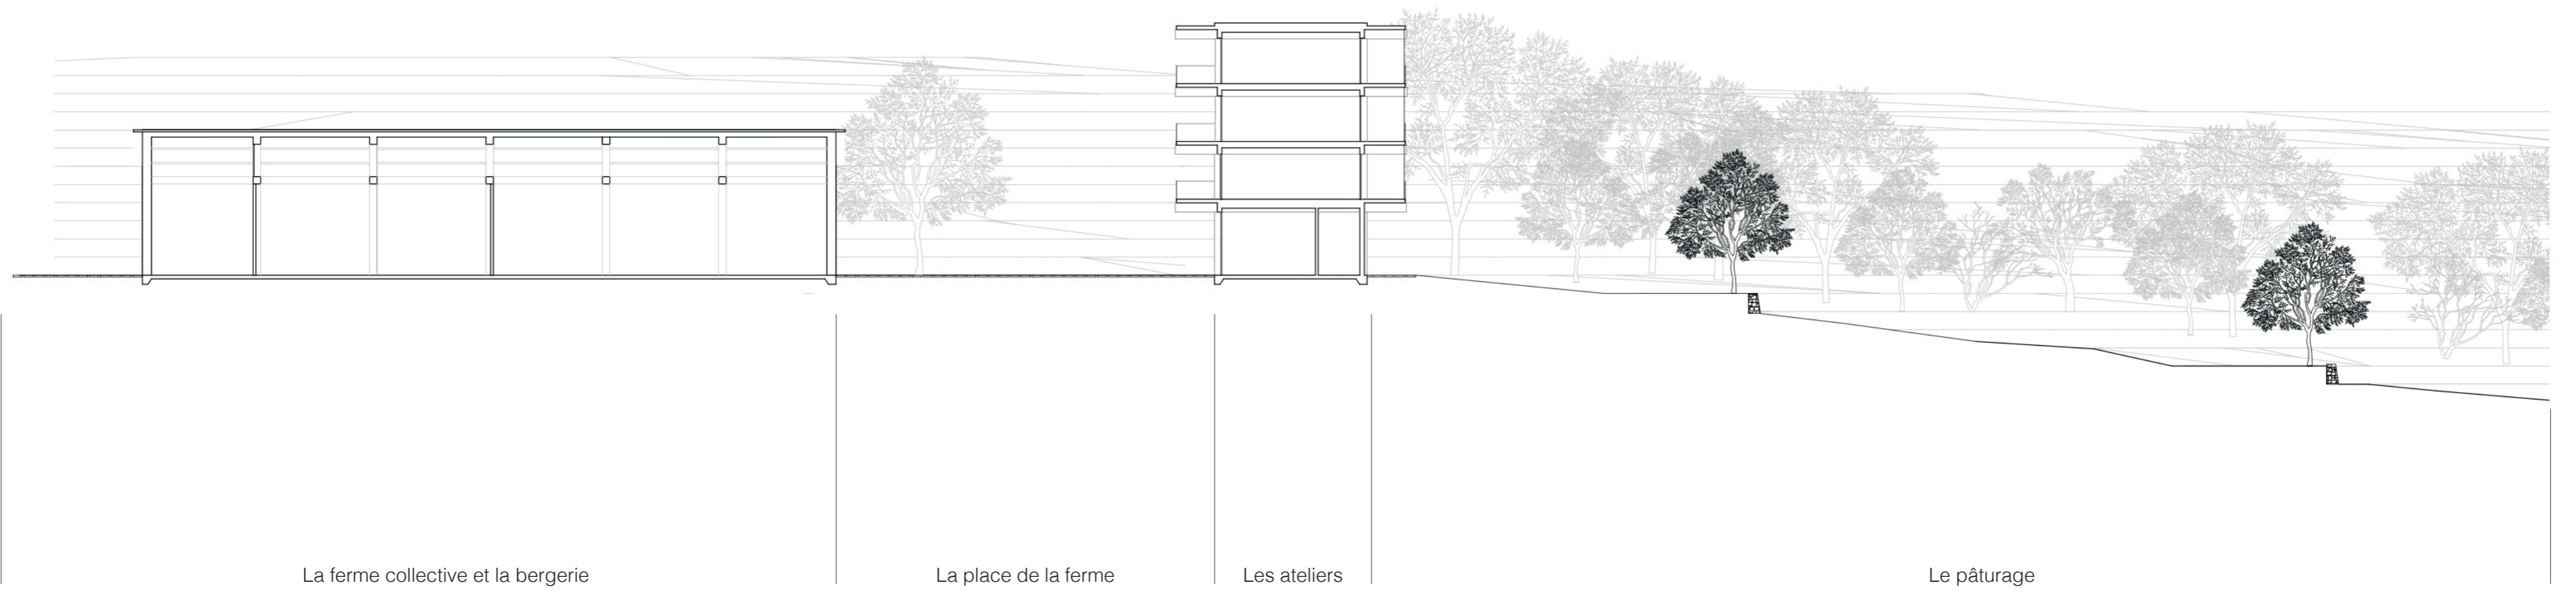 La ferme collective et la bergerie
La place de la ferme
Les ateliers
Le pâturage